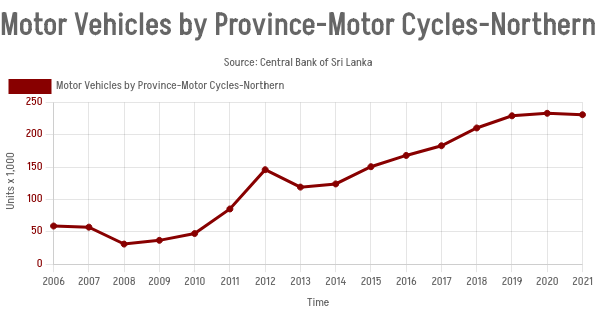 Motor Vehicles by Province-Motor Cycles-Northern
Source: Central Bank of Sri Lanka
Motor Vehicles by Province-Motor Cycles-Northern
250
200
150
100
50
0
Units x 1,000
2006 2007 2008 2009 2010 2011 2012 2013 2014 2015 2016 2017 2018 2019 2020 2021
Time